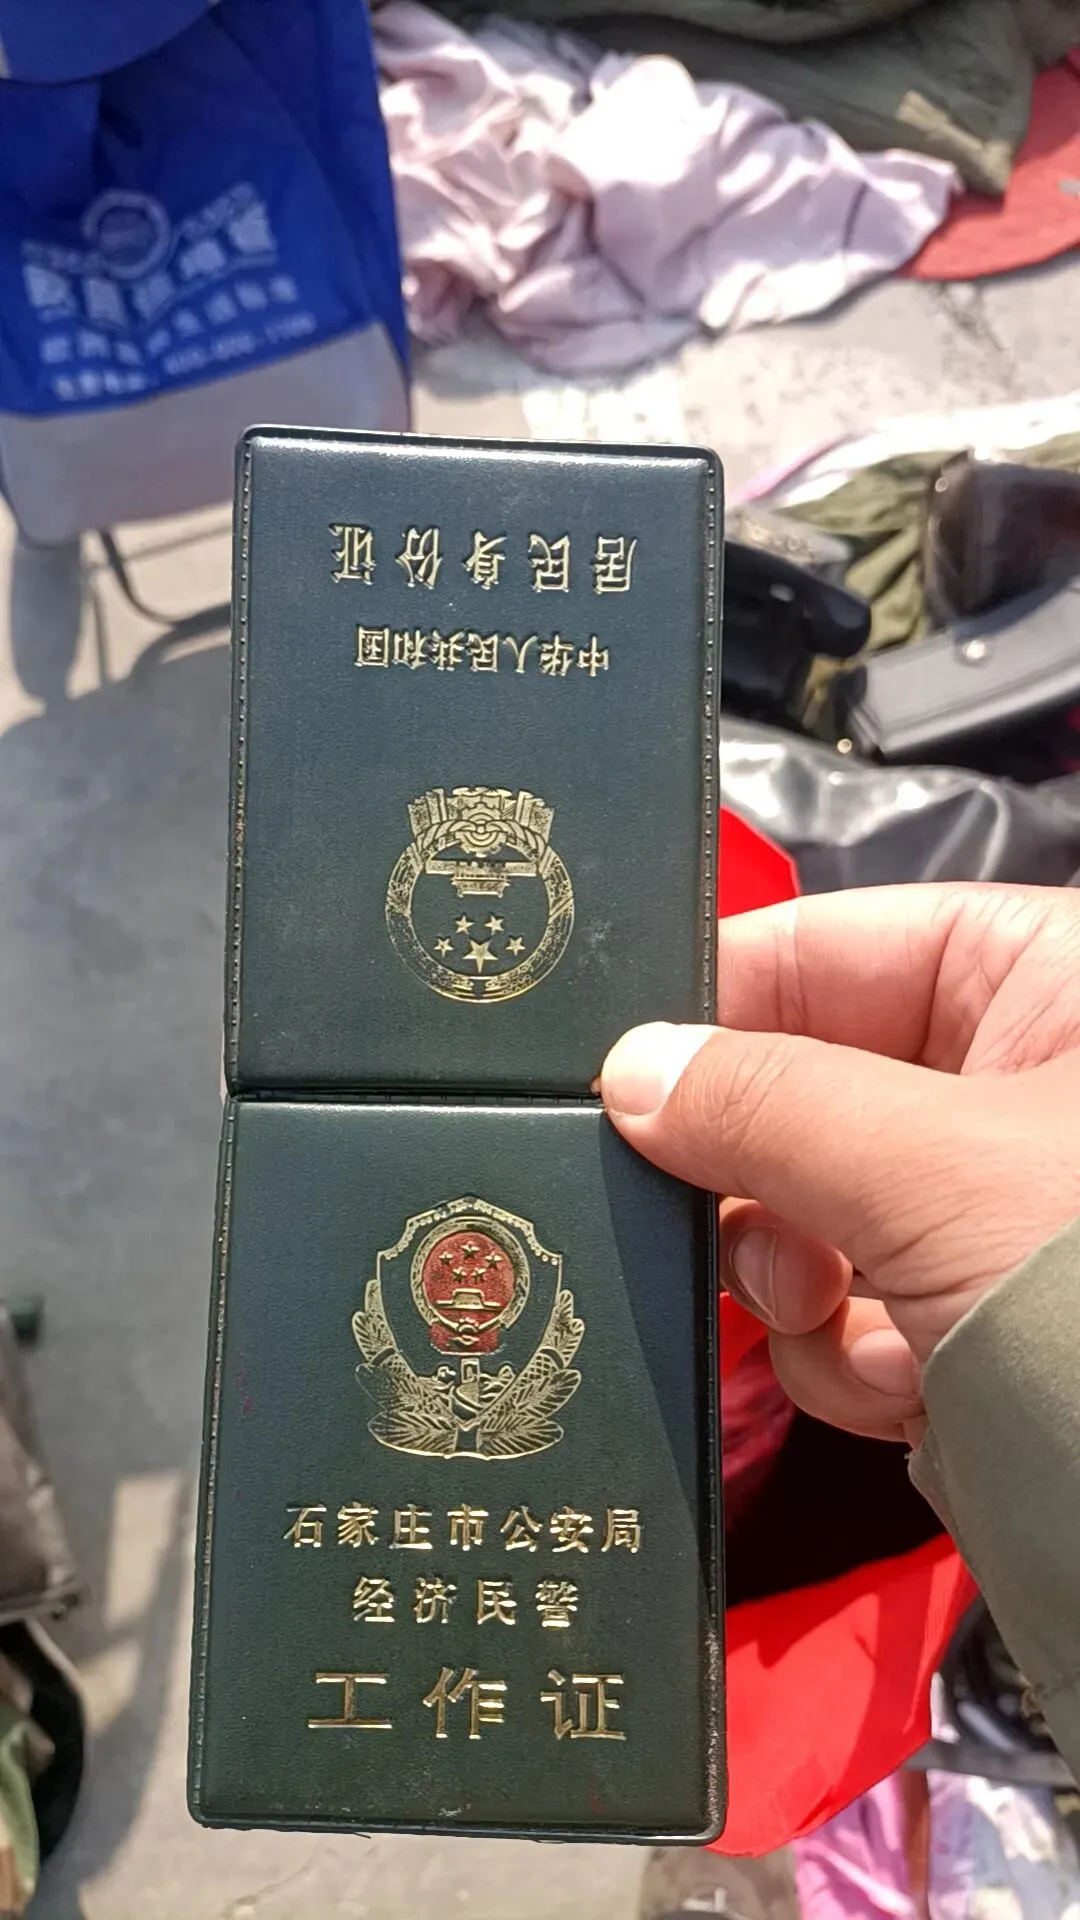 居民身份证
中华人民共和国
石家庄市公安局
经济民警
工作证